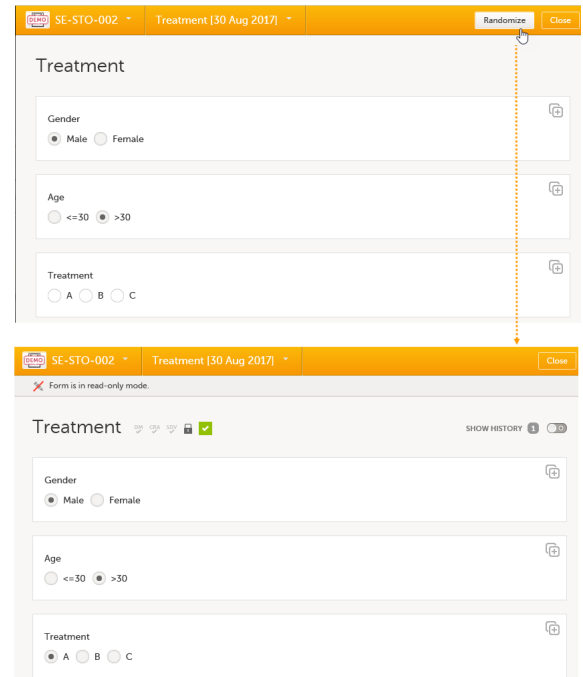 DEMO SE-STO-002 Treatment [30 Aug 2017] Randomize Close
Treatment
Gender
Male Female
Age
<=30 >30
Treatment
A B C
DEMO SE-STO-002 Treatment [30 Aug 2017] Close
Form is in read-only mode.
Treatment DM CRA SDV SHOW HISTORY 1
Gender
Male Female
Age
<=30 >30
Treatment
A B C